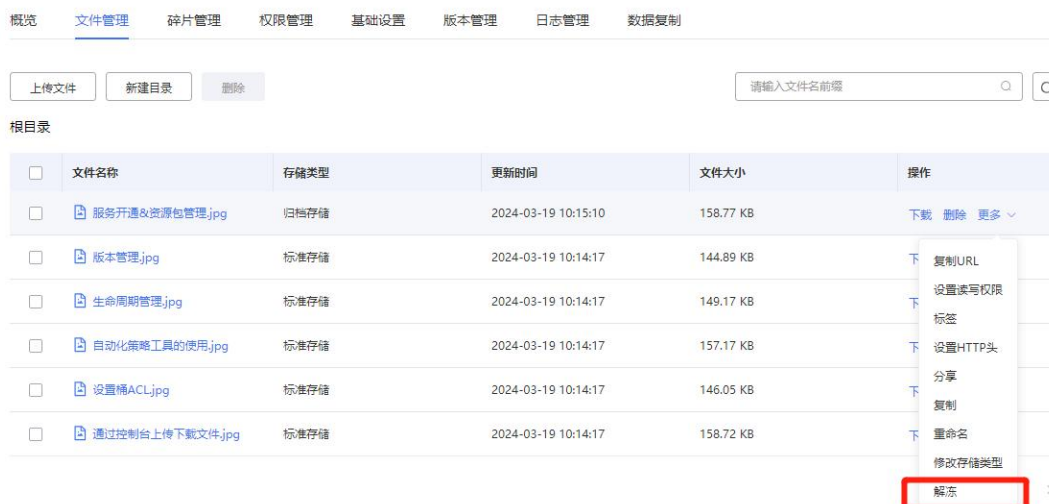 概览 文件管理 碎片管理 权限管理 基础设置 版本管理 日志管理 数据复制
上传文件 新建目录 删除 请输入文件名前缀
根目录
文件名称 存储类型 更新时间 文件大小 操作
服务开通&资源包管理.jpg 归档存储 2024-03-19 10:15:10 158.77 KB 下载 删除 更多
版本管理.jpg 标准存储 2024-03-19 10:14:17 144.89 KB 下
复制URL
设置读写权限
生命周期管理.jpg 标准存储 2024-03-19 10:14:17 149.17 KB 下
标签
自动化策略工具的使用.jpg 标准存储 2024-03-19 10:14:17 157.17 KB 下
设置HTTP头
分享
设置桶ACL.jpg 标准存储 2024-03-19 10:14:17 146.05 KB 下
复制
通过控制台上传下载文件.jpg 标准存储 2024-03-19 10:14:17 158.72 KB 下
重命名
修改存储类型
解冻